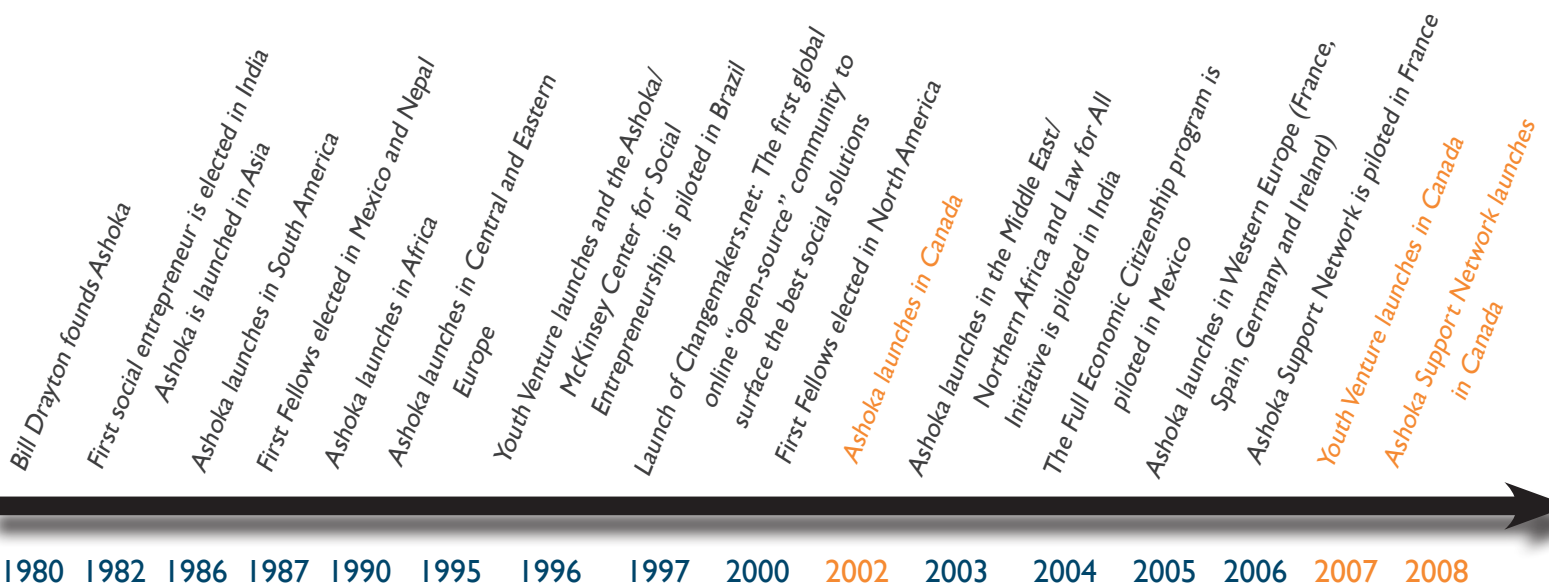 Bill Drayton founds Ashoka
First social entrepreneur is elected in India
Ashoka is launched in Asia
Ashoka launches in South America
First Fellows elected in Mexico and Nepal
Ashoka launches in Africa
Ashoka launches in Central and Eastern
Europe
Youth Venture launches and the Ashoka/
McKinsey Center for Social
Entrepreneurship is piloted in Brazil
Launch of Changemakers.net: The first global
online “open-source” community to
surface the best social solutions
First Fellows elected in North America
Ashoka launches in Canada
Ashoka launches in the Middle East/
Northern Africa and Law for All
Initiative is piloted in India
The Full Economic Citizenship program is
piloted in Mexico
Ashoka launches in Western Europe (France,
Spain, Germany and Ireland)
Ashoka Support Network is piloted in France
Youth Venture launches in Canada
Ashoka Support Network launches
in Canada
1980 1982 1986 1987 1990 1995 1996 1997 2000 2002 2003 2004 2005 2006 2007 2008